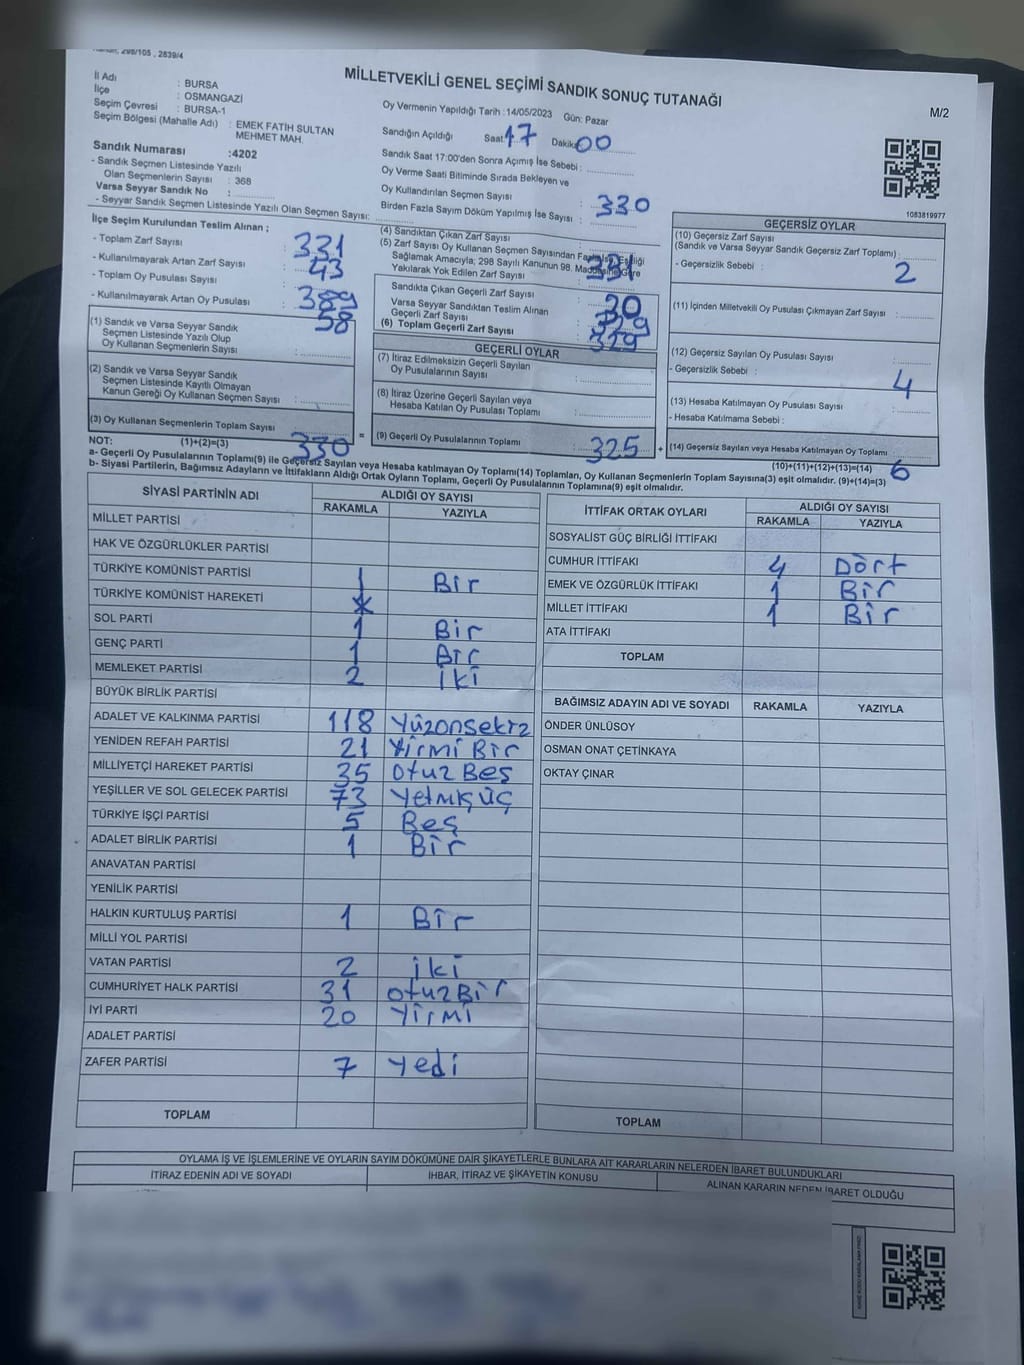 Kanun, 298/105 , 2839/4
MİLLETVEKİLİ GENEL SEÇİMİ SANDIK SONUÇ TUTANAĞI
M/2
İl Adı : BURSA
İlçe : OSMANGAZİ
Seçim Çevresi : BURSA-1
Seçim Bölgesi (Mahalle Adı) : EMEK FATİH SULTAN
MEHMET MAH.
Sandık Numarası :4202
- Sandık Seçmen Listesinde Yazılı
Olan Seçmenlerin Sayısı : 368
Varsa Seyyar Sandık No :
- Seyyar Sandık Seçmen Listesinde Yazılı Olan Seçmen Sayısı:
Oy Vermenin Yapıldığı Tarih : 14/05/2023 Gün: Pazar
Sandığın Açıldığı Saat 17 Dakika 00
Sandık Saat 17:00'den Sonra Açımış İse Sebebi :
Oy Verme Saati Bitiminde Sırada Bekleyen ve
Oy Kullandırılan Seçmen Sayısı : 330
Birden Fazla Sayım Döküm Yapılmış İse Sayısı :
1083819977
İlçe Seçim Kurulundan Teslim Alınan ;
- Toplam Zarf Sayısı : 331
- Kullanılmayarak Artan Zarf Sayısı : 43
- Toplam Oy Pusulası Sayısı : 389
- Kullanılmayarak Artan Oy Pusulası : 58
(1) Sandık ve Varsa Seyyar Sandık
Seçmen Listesinde Yazılı Olup
Oy Kullanan Seçmenlerin Sayısı :
(2) Sandık ve Varsa Seyyar Sandık
Seçmen Listesinde Kayıtlı Olmayan
Kanun Gereği Oy Kullanan Seçmen Sayısı :
(3) Oy Kullanan Seçmenlerin Toplam Sayısı : 330
(1)+(2)=(3)
(4) Sandıktan Çıkan Zarf Sayısı :
(5) Zarf Sayısı Oy Kullanan Seçmen Sayısından Fazla İse, Eşitliği
Sağlamak Amacıyla; 298 Sayılı Kanunun 98. Maddesine Göre
Yakılarak Yok Edilen Zarf Sayısı : 331
Sandıkta Çıkan Geçerli Zarf Sayısı :
Varsa Seyyar Sandıktan Teslim Alınan
Geçerli Zarf Sayısı :
(6) Toplam Geçerli Zarf Sayısı : 329
GEÇERLİ OYLAR
(7) İtiraz Edilmeksizin Geçerli Sayılan
Oy Pusulalarının Sayısı :
(8) İtiraz Üzerine Geçerli Sayılan veya
Hesaba Katılan Oy Pusulası Toplamı :
= (9) Geçerli Oy Pusulalarının Toplamı : 325 +
GEÇERSİZ OYLAR
(10) Geçersiz Zarf Sayısı
(Sandık ve Varsa Seyyar Sandık Geçersiz Zarf Toplamı) :
- Geçersizlik Sebebi : 2
(11) İçinden Milletvekili Oy Pusulası Çıkmayan Zarf Sayısı :
(12) Geçersiz Sayılan Oy Pusulası Sayısı :
- Geçersizlik Sebebi : 4
(13) Hesaba Katılmayan Oy Pusulası Sayısı :
- Hesaba Katılmama Sebebi :
(14) Geçersiz Sayılan veya Hesaba Katılmayan Oy Toplamı : 6
(10)+(11)+(12)+(13)=(14)
NOT:
a- Geçerli Oy Pusulalarının Toplamı(9) ile Geçersiz Sayılan veya Hesaba katılmayan Oy Toplamı(14) Toplamları, Oy Kullanan Seçmenlerin Toplam Sayısına(3) eşit olmalıdır. (9)+(14)=(3)
b- Siyasi Partilerin, Bağımsız Adayların ve İttifakların Aldığı Ortak Oyların Toplamı, Geçerli Oy Pusulalarının Toplamına(9) eşit olmalıdır.
SİYASİ PARTİNİN ADI ALDIĞI OY SAYISI
RAKAMLA YAZIYLA
MİLLET PARTİSİ
HAK VE ÖZGÜRLÜKLER PARTİSİ
TÜRKİYE KOMÜNİST PARTİSİ 1 Bir
TÜRKİYE KOMÜNİST HAREKETİ
SOL PARTİ 1 Bir
GENÇ PARTİ 1 Bir
MEMLEKET PARTİSİ 2 iki
BÜYÜK BİRLİK PARTİSİ
ADALET VE KALKINMA PARTİSİ 118 Yüzonsekiz
YENİDEN REFAH PARTİSİ 21 Yirmi Bir
MİLLİYETÇİ HAREKET PARTİSİ 35 Otuz Beş
YEŞİLLER VE SOL GELECEK PARTİSİ 73 Yetmişüç
TÜRKİYE İŞÇİ PARTİSİ 5 Beş
ADALET BİRLİK PARTİSİ 1 Bir
ANAVATAN PARTİSİ
YENİLİK PARTİSİ
HALKIN KURTULUŞ PARTİSİ 1 Bir
MİLLİ YOL PARTİSİ
VATAN PARTİSİ 2 iki
CUMHURİYET HALK PARTİSİ 31 otuz Bir
İYİ PARTİ 20 Yirmi
ADALET PARTİSİ
ZAFER PARTİSİ 7 Yedi
TOPLAM
İTTİFAK ORTAK OYLARI ALDIĞI OY SAYISI
RAKAMLA YAZIYLA
SOSYALİST GÜÇ BİRLİĞİ İTTİFAKI
CUMHUR İTTİFAKI 4 Dört
EMEK VE ÖZGÜRLÜK İTTİFAKI 1 Bir
MİLLET İTTİFAKI 1 Bir
ATA İTTİFAKI
TOPLAM
BAĞIMSIZ ADAYIN ADI VE SOYADI RAKAMLA YAZIYLA
ÖNDER ÜNLÜSOY
OSMAN ONAT ÇETİNKAYA
OKTAY ÇINAR
TOPLAM
OYLAMA İŞ VE İŞLEMLERİNE VE OYLARIN SAYIM DÖKÜMÜNE DAİR ŞİKAYETLERLE BUNLARA AİT KARARLARIN NELERDEN İBARET BULUNDUKLARI
İTİRAZ EDENİN ADI VE SOYADI İHBAR, İTİRAZ VE ŞİKAYETİN KONUSU ALINAN KARARIN NEDEN İBARET OLDUĞU